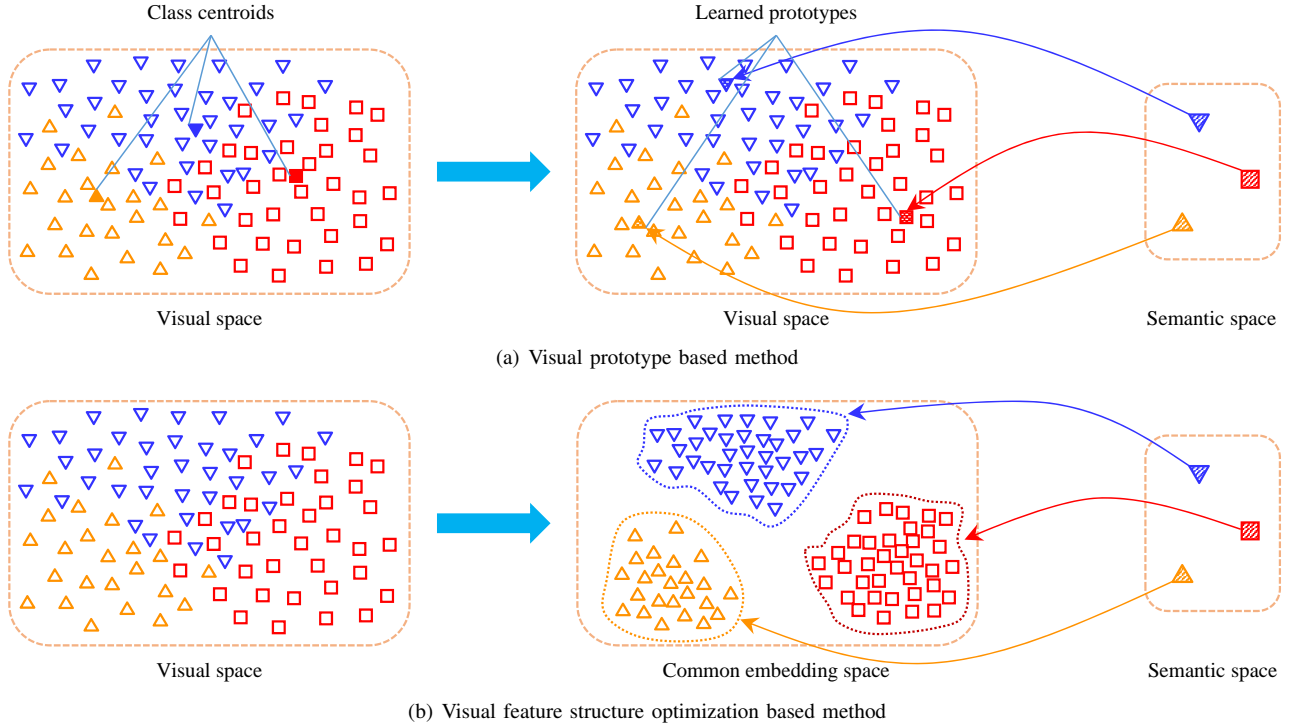 Class centroids
Learned prototypes
Visual space
Visual space
Semantic space
(a) Visual prototype based method
Visual space
Common embedding space
Semantic space
(b) Visual feature structure optimization based method